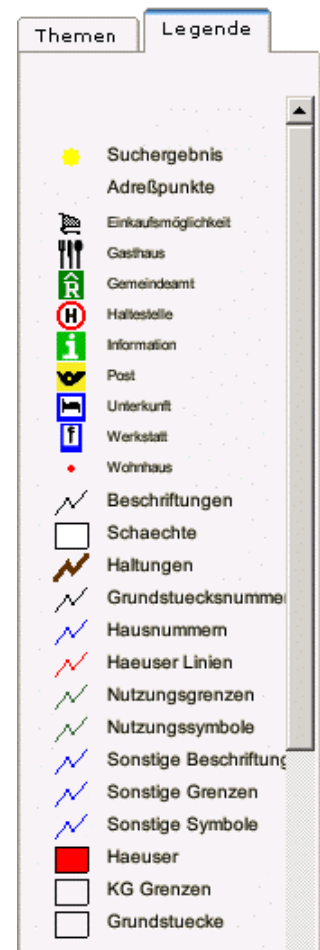 Themen Legende
Suchergebnis
Adreßpunkte
Einkaufsmöglichkeit
Gasthaus
R Gemeindeamt
H Haltestelle
i Information
Post
Unterkunft
f Werkstatt
Wohnhaus
Beschriftungen
Schaechte
Haltungen
Grundstuecksnumme
Hausnummern
Haeuser Linien
Nutzungsgrenzen
Nutzungssymbole
Sonstige Beschriftung
Sonstige Grenzen
Sonstige Symbole
Haeuser
KG Grenzen
Grundstuecke